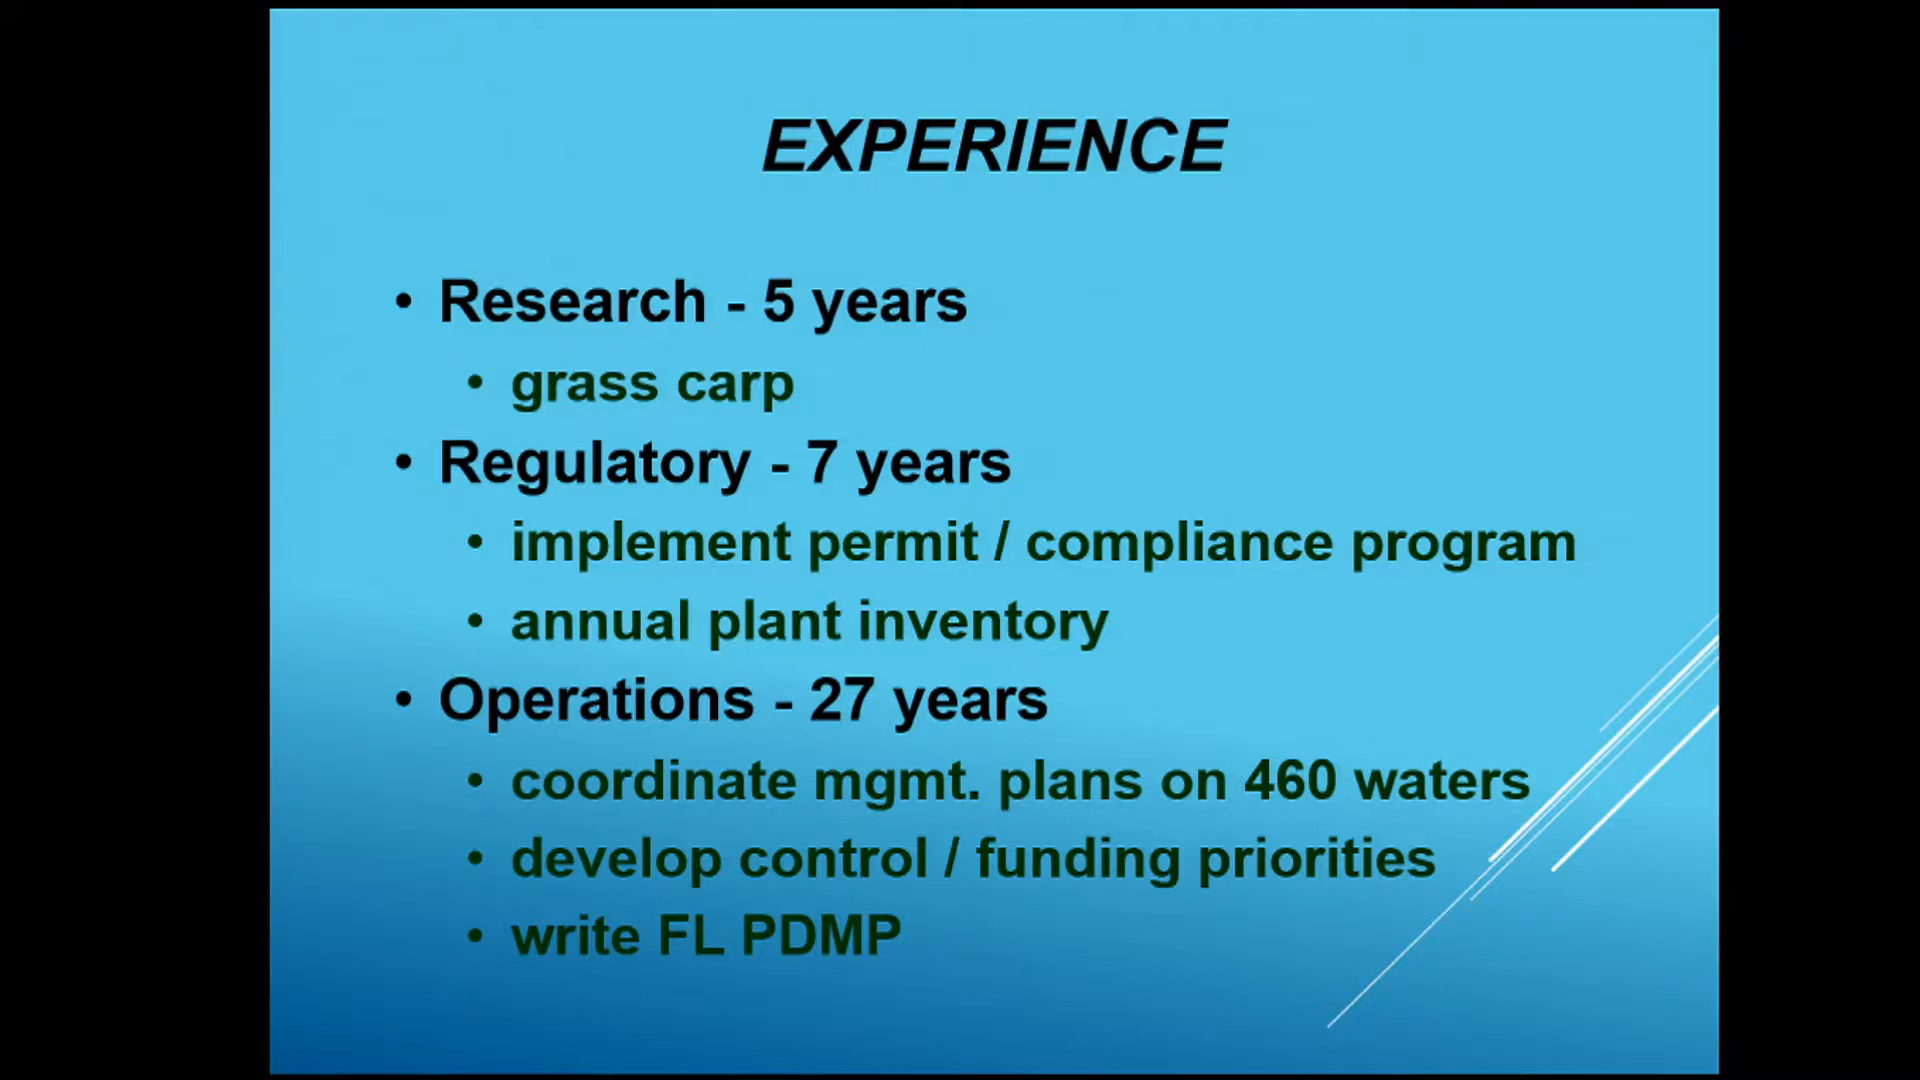 EXPERIENCE
• Research - 5 years
• grass carp
• Regulatory - 7 years
• implement permit / compliance program
• annual plant inventory
• Operations - 27 years
• coordinate mgmt. plans on 460 waters
• develop control / funding priorities
• write FL PDMP